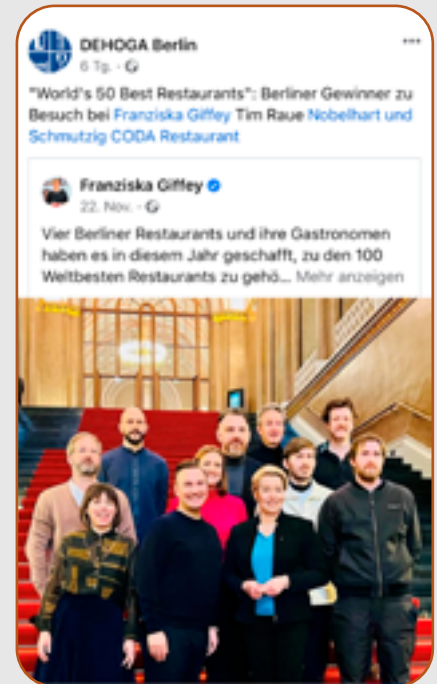 DEHOGA Berlin
6 Tg.
"World's 50 Best Restaurants": Berliner Gewinner zu
Besuch bei Franziska Giffey Tim Raue Nobelhart und
Schmutzig CODA Restaurant
Franziska Giffey
22. Nov.
Vier Berliner Restaurants und ihre Gastronomen
haben es in diesem Jahr geschafft, zu den 100
Weltbesten Restaurants zu gehö... Mehr anzeigen